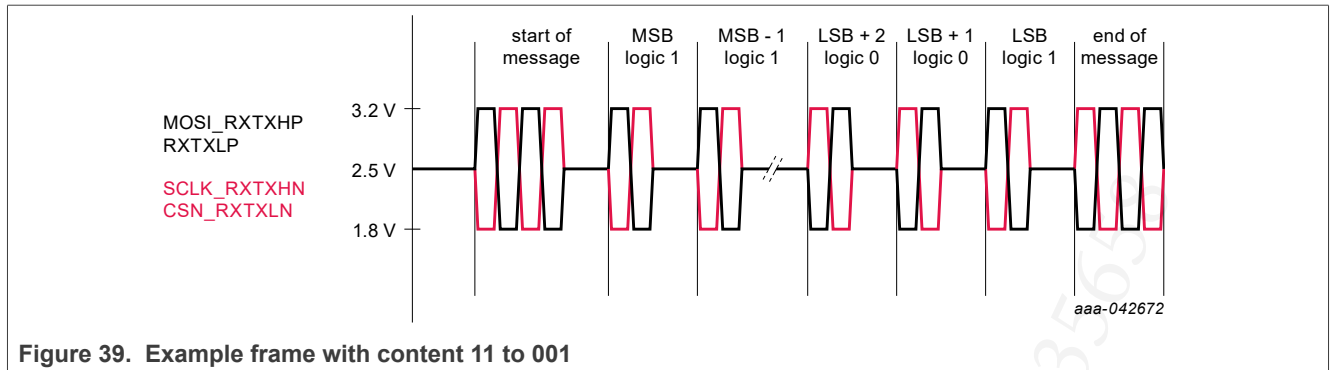 start of
message
MSB
logic 1
MSB - 1
logic 1
LSB + 2
logic 0
LSB + 1
logic 0
LSB
logic 1
end of
message
MOSI_RXTXHP
RXTXLP
SCLK_RXTXHN
CSN_RXTXLN
3.2 V
2.5 V
1.8 V
aaa-042672
Figure 39. Example frame with content 11 to 001